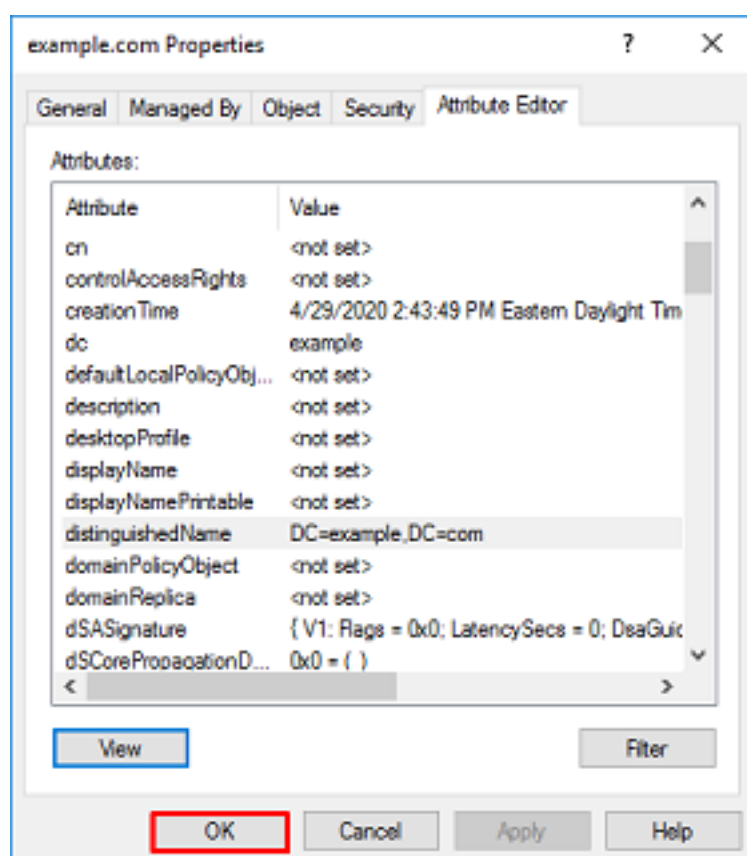 example.com Properties ? ×
General Managed By Object Security Attribute Editor
Attributes:
Attribute Value
cn <not set>
controlAccessRights <not set>
creationTime 4/29/2020 2:43:49 PM Eastern Daylight Tim
dc example
defaultLocalPolicyObj... <not set>
description <not set>
desktopProfile <not set>
displayName <not set>
displayNamePrintable <not set>
distinguishedName DC=example,DC=com
domainPolicyObject <not set>
domainReplica <not set>
dSASignature { V1: Flags = 0x0; LatencySecs = 0; DsaGuid
dSCorePropagationD... 0x0 = ( )
View Filter
OK Cancel Apply Help